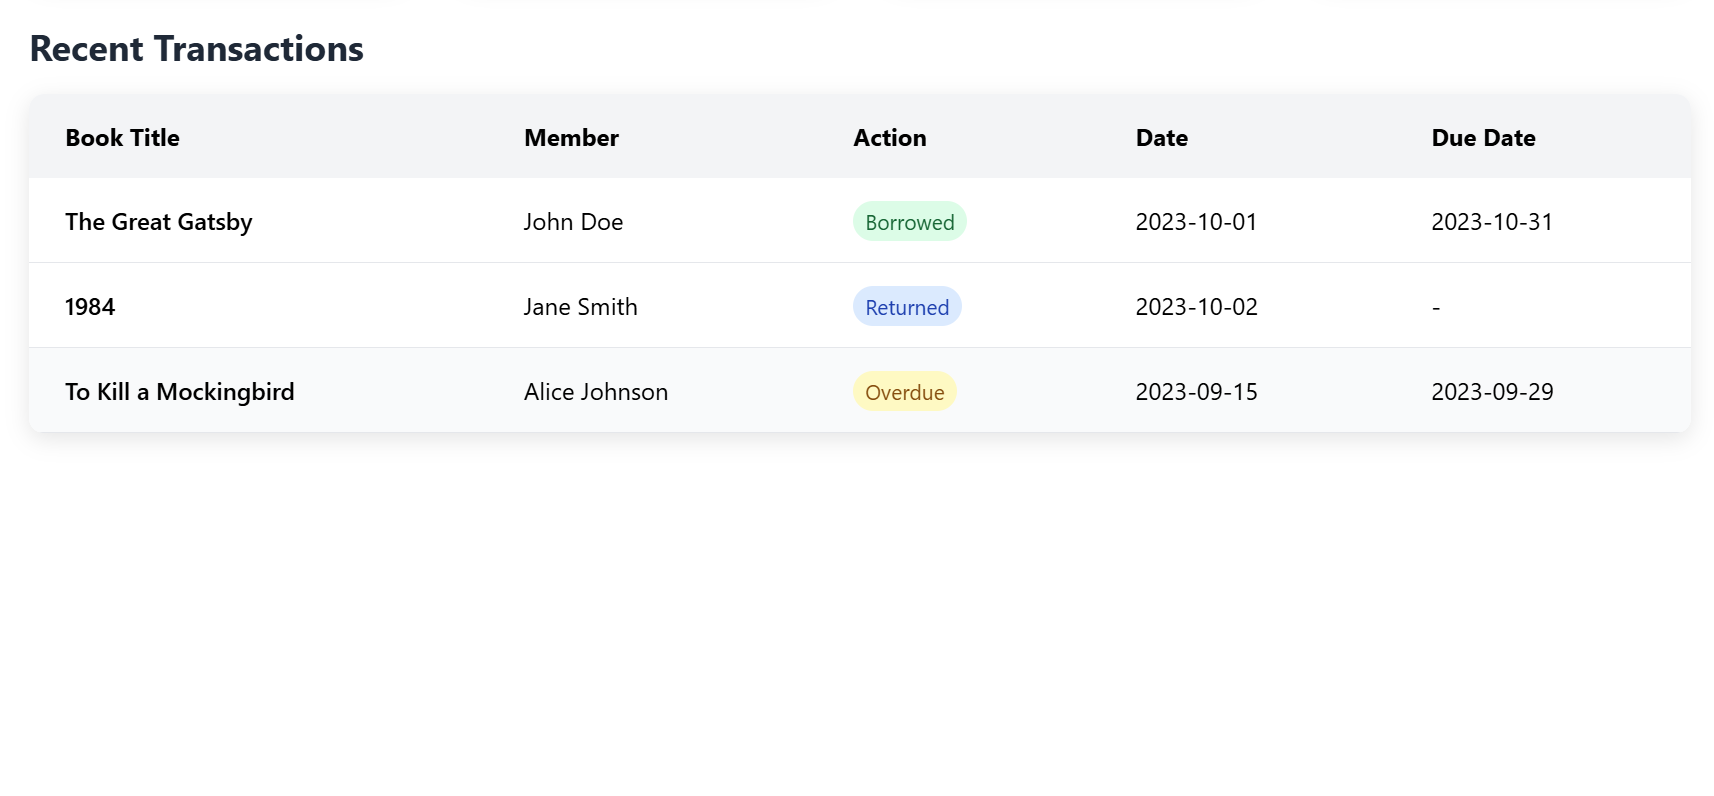 Recent Transactions
Book Title Member Action Date Due Date
The Great Gatsby John Doe Borrowed 2023-10-01 2023-10-31
1984 Jane Smith Returned 2023-10-02 -
To Kill a Mockingbird Alice Johnson Overdue 2023-09-15 2023-09-29